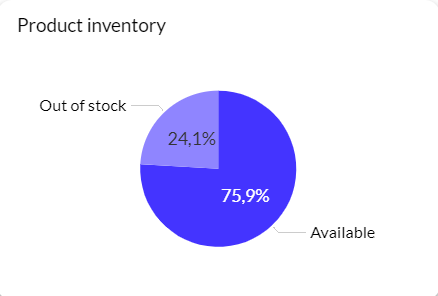 Product inventory
Out of stock
24,1%
75,9%
Available